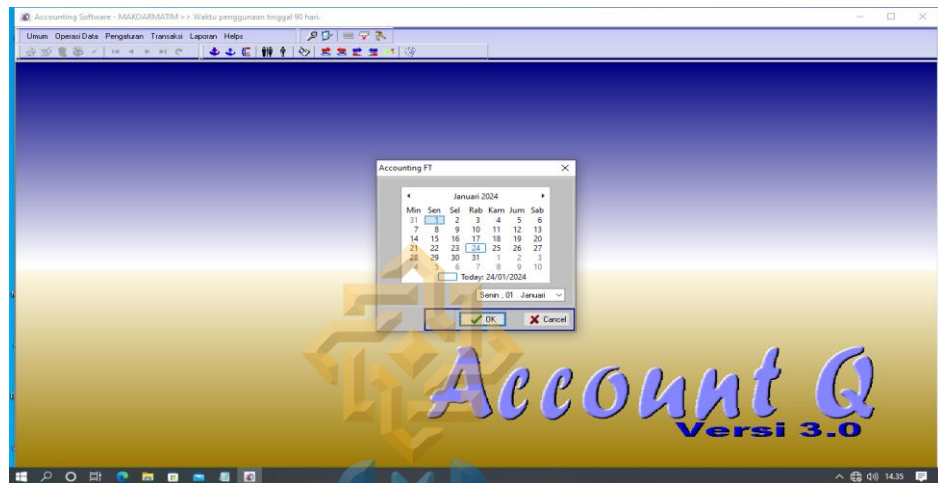 Accounting Software - MAKOARMATIM >> Waktu penggunaan tinggal 90 hari.
Umum Operasi Data Pengaturan Transaksi Laporan Helps
Accounting FT
Januari 2024
Min Sen Sel Rab Kam Jum Sab
31 1 2 3 4 5 6
7 8 9 10 11 12 13
14 15 16 17 18 19 20
21 22 23 24 25 26 27
28 29 30 31 1 2 3
4 5 6 7 8 9 10
Today: 24/01/2024
Senin , 01 Januari
OK Cancel
Account Q
Versi 3.0
14.35